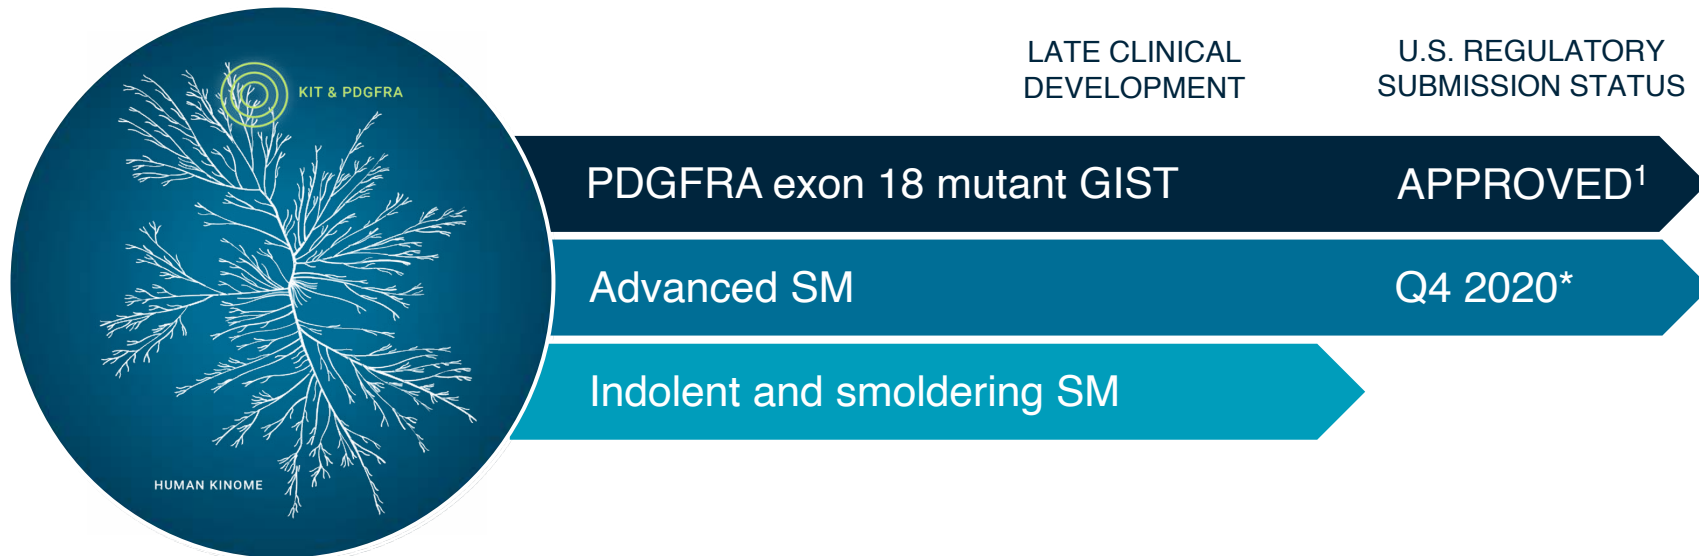 KIT & PDGFRA
HUMAN KINOME
LATE CLINICAL
DEVELOPMENT
U.S. REGULATORY
SUBMISSION STATUS
PDGFRA exon 18 mutant GIST
APPROVED¹
Advanced SM
Q4 2020*
Indolent and smoldering SM